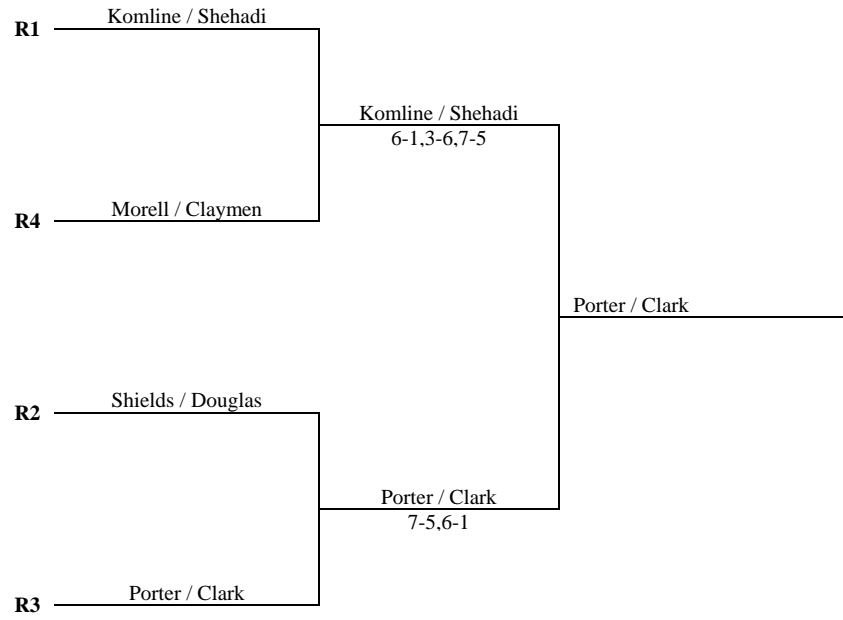 Komline / Shehadi
R1
Komline / Shehadi
6-1,3-6,7-5
Morell / Claymen
R4
Porter / Clark
Shields / Douglas
R2
Porter / Clark
7-5,6-1
Porter / Clark
R3